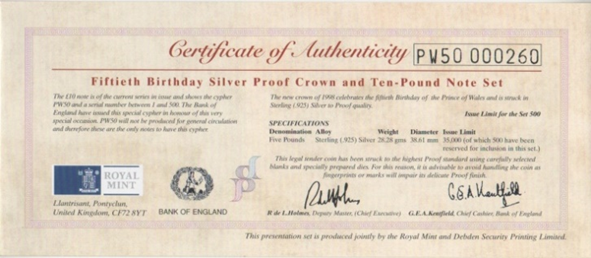 Certificate of Authenticity PW50 000260
Fiftieth Birthday Silver Proof Crown and Ten-Pound Note Set
The £10 note is of the current series in issue and shows the cypher
PW50 and a serial number between 1 and 500. The Bank of
England have issued this special cypher in honour of this very
special occasion. PW50 will not be produced for general circulation
and therefore these are the only notes to have this cypher.
The new crown of 1998 celebrates the fiftieth Birthday of the Prince of Wales and is struck in
Sterling (.925) Silver to Proof quality.
Issue Limit for the Set 500
SPECIFICATIONS
Denomination Alloy Weight Diameter Issue Limit
Five Pounds Sterling (.925) Silver 28.28 gms 38.61 mm 35,000 (of which 500 have been
reserved for inclusion in this set.)
This legal tender coin has been struck to the highest Proof standard using carefully selected
blanks and specially prepared dies. For this reason, it is advisable to avoid handling the coin as
fingerprints or marks will impair its delicate Proof finish.
ROYAL
MINT
Llantrisant, Pontyclun,
United Kingdom, CF72 8YT
BANK OF ENGLAND
R de L.Holmes, Deputy Master, (Chief Executive)
G.E.A. Kentfield
G.E.A.Kentfield, Chief Cashier, Bank of England
This presentation set is produced jointly by the Royal Mint and Debden Security Printing Limited.